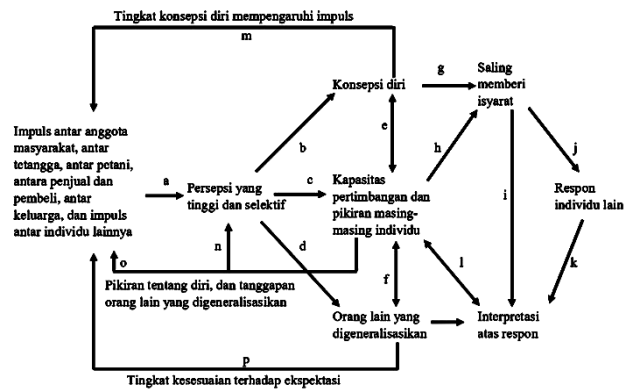 Tingkat konsepsi diri mempengaruhi impuls
m
g
Saling
memberi
isyarat
Konsepsi diri
Impuls antar anggota
masyarakat, antar
tetangga, antar petani,
antara penjual dan
pembeli, antar
keluarga, dan impuls
antar individu lainnya
a
Persepsi yang
tinggi dan selektif
b
c
d
e
Kapasitas
pertimbangan dan
pikiran masing-
masing individu
h
i
j
Respon
individu lain
k
l
f
n
o
Pikiran tentang diri, dan tanggapan
orang lain yang digeneralisasikan
Orang lain yang
digeneralisasikan
Interpretasi
atas respon
p
Tingkat kesesuaian terhadap ekspektasi